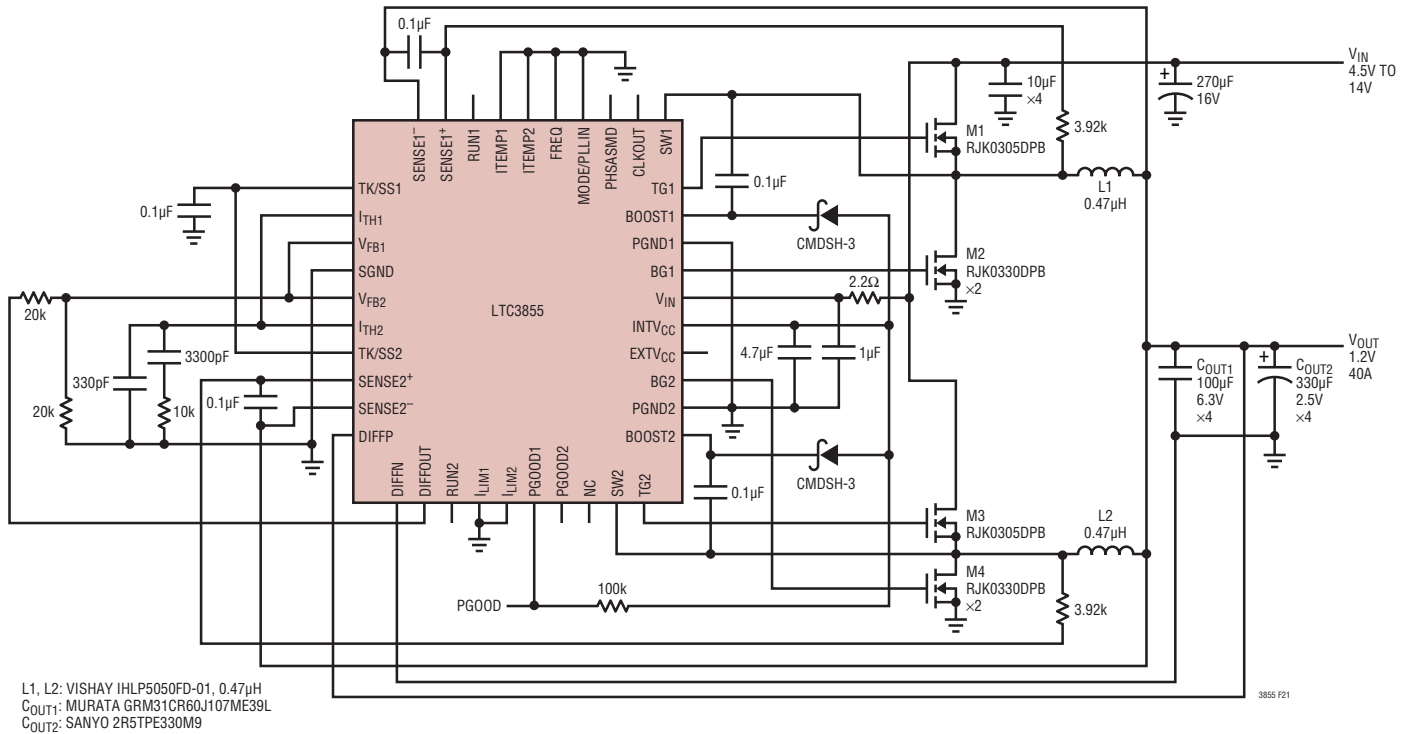 0.1µF
VIN
4.5V TO
14V
10µF
×4
270µF
16V
3.92k
M1
RJK0305DPB
SENSE1–
SENSE1+
RUN1
ITEMP1
ITEMP2
FREQ
MODE/PLLIN
PHSASMD
CLKOUT
SW1
TK/SS1
ITH1
VFB1
SGND
VFB2
ITH2
TK/SS2
SENSE2+
SENSE2–
DIFFP
LTC3855
TG1
BOOST1
PGND1
BG1
VIN
INTVCC
EXTVCC
BG2
PGND2
BOOST2
DIFFN
DIFFOUT
RUN2
ILIM1
ILIM2
PGOOD1
PGOOD2
NC
SW2
TG2
0.1µF
0.1µF
L1
0.47µH
CMDSH-3
M2
RJK0330DPB
×2
2.2Ω
20k
4.7µF
1µF
3300pF
330pF
20k
10k
0.1µF
VOUT
1.2V
40A
COUT1
100µF
6.3V
×4
COUT2
330µF
2.5V
×4
CMDSH-3
0.1µF
M3
RJK0305DPB
L2
0.47µH
M4
RJK0330DPB
×2
100k
PGOOD
3.92k
L1, L2: VISHAY IHLP5050FD-01, 0.47µH
COUT1: MURATA GRM31CR60J107ME39L
COUT2: SANYO 2R5TPE330M9
3855 F21